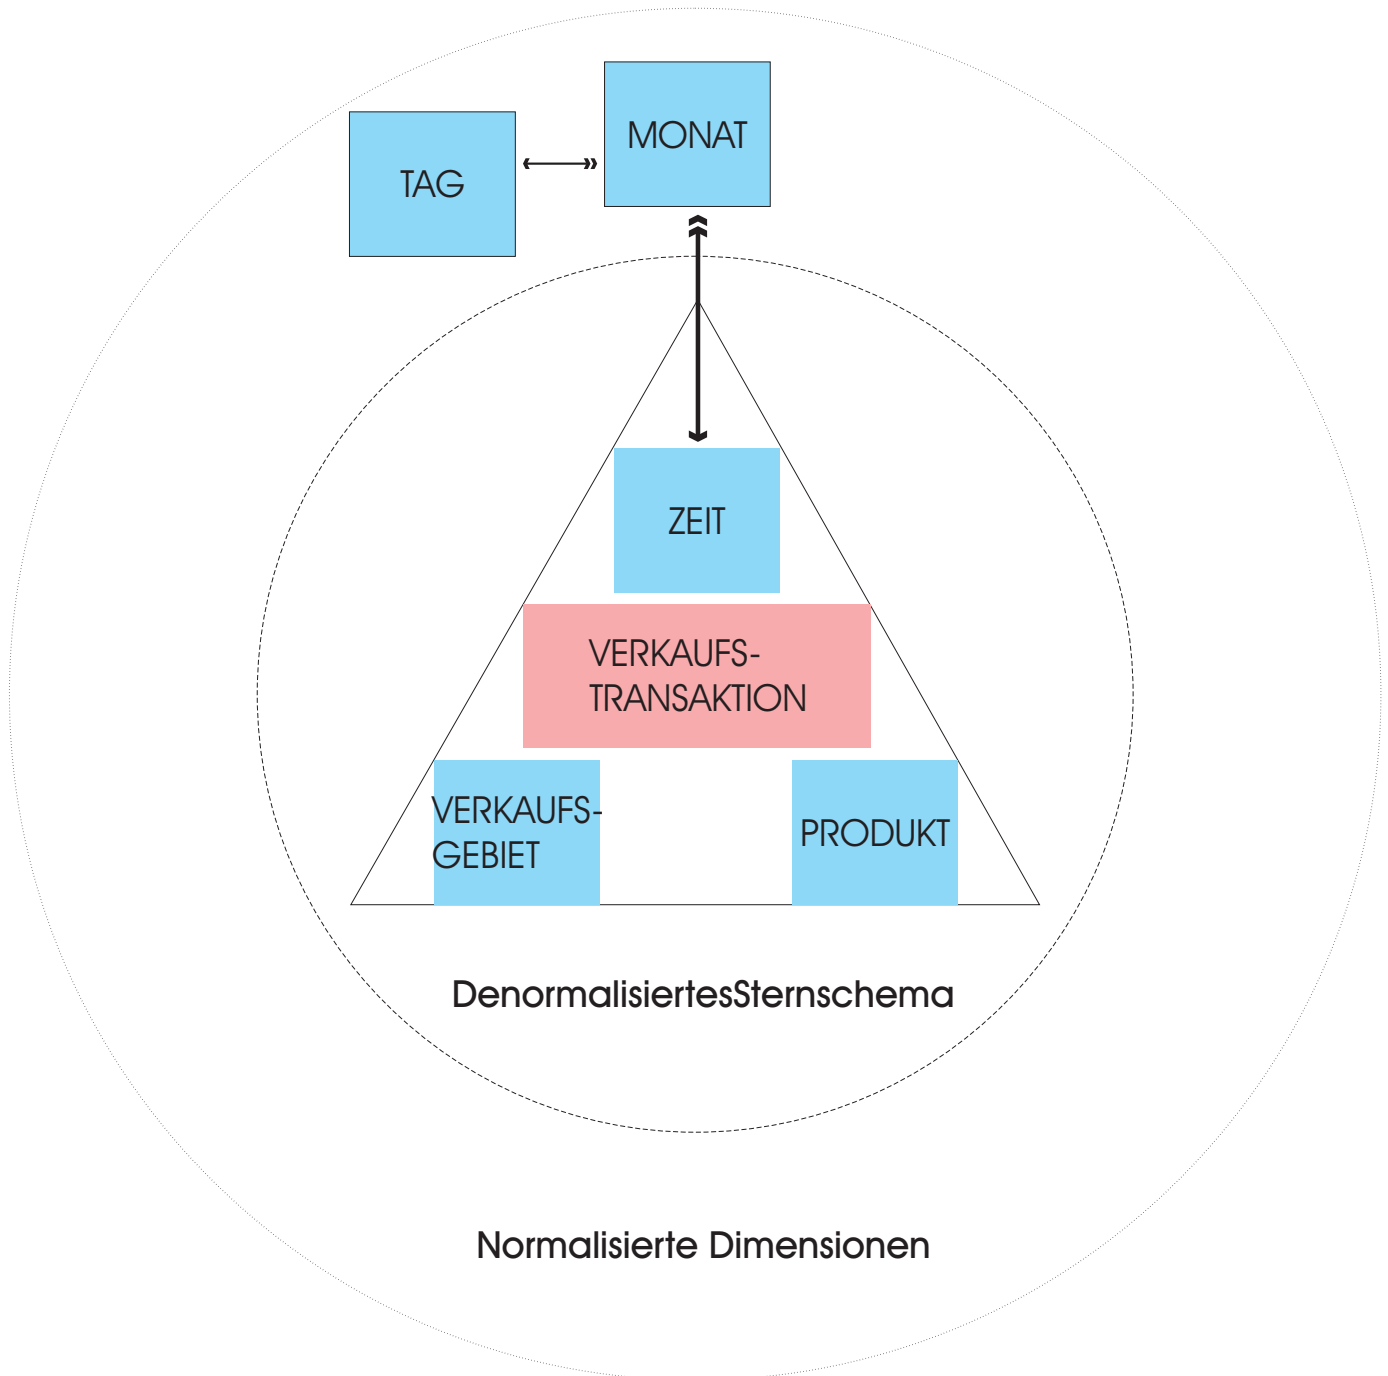 MONAT
TAG
ZEIT
VERKAUFS-
TRANSAKTION
VERKAUFS-
GEBIET
PRODUKT
DenormalisiertesSternschema
Normalisierte Dimensionen